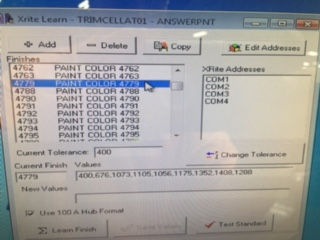 Xrite Learn - TRIMCELLAT01 - ANSWERPNT
Add Delete Copy Edit Addresses
Finishes
4762 PAINT COLOR 4762
4763 PAINT COLOR 4763
4779 PAINT COLOR 4779
4788 PAINT COLOR 4788
4790 PAINT COLOR 4790
4791 PAINT COLOR 4791
4792 PAINT COLOR 4792
4793 PAINT COLOR 4793
4794 PAINT COLOR 4794
4795 PAINT COLOR 4795
XRite Addresses
COM1
COM2
COM3
COM4
Current Tolerance: 400
Change Tolerance
Current Finish Values
4779 400,676,1073,1105,1056,1175,1352,1408,1288
New Values
Use 100 A Hub Format
Learn Finish Save Values Test Standard